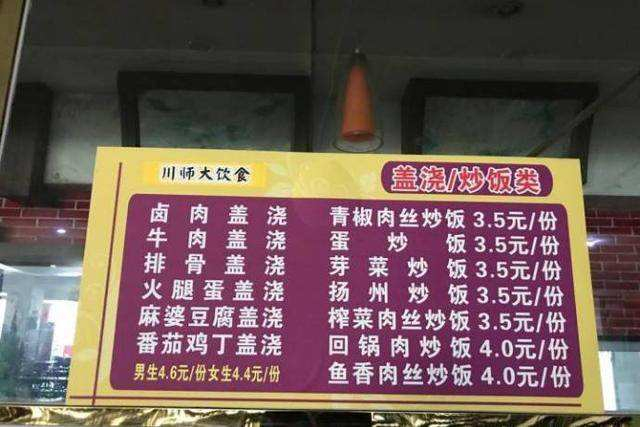 川师大饮食
盖浇/炒饭类
卤肉盖浇
牛肉盖浇
排骨盖浇
火腿蛋盖浇
麻婆豆腐盖浇
番茄鸡丁盖浇
男生4.6元/份女生4.4元/份
青椒肉丝炒饭 3.5元/份
蛋炒饭 3.5元/份
芽菜炒饭 3.5元/份
扬州炒饭 3.5元/份
榨菜肉丝炒饭 3.5元/份
回锅肉炒饭 4.0元/份
鱼香肉丝炒饭 4.0元/份